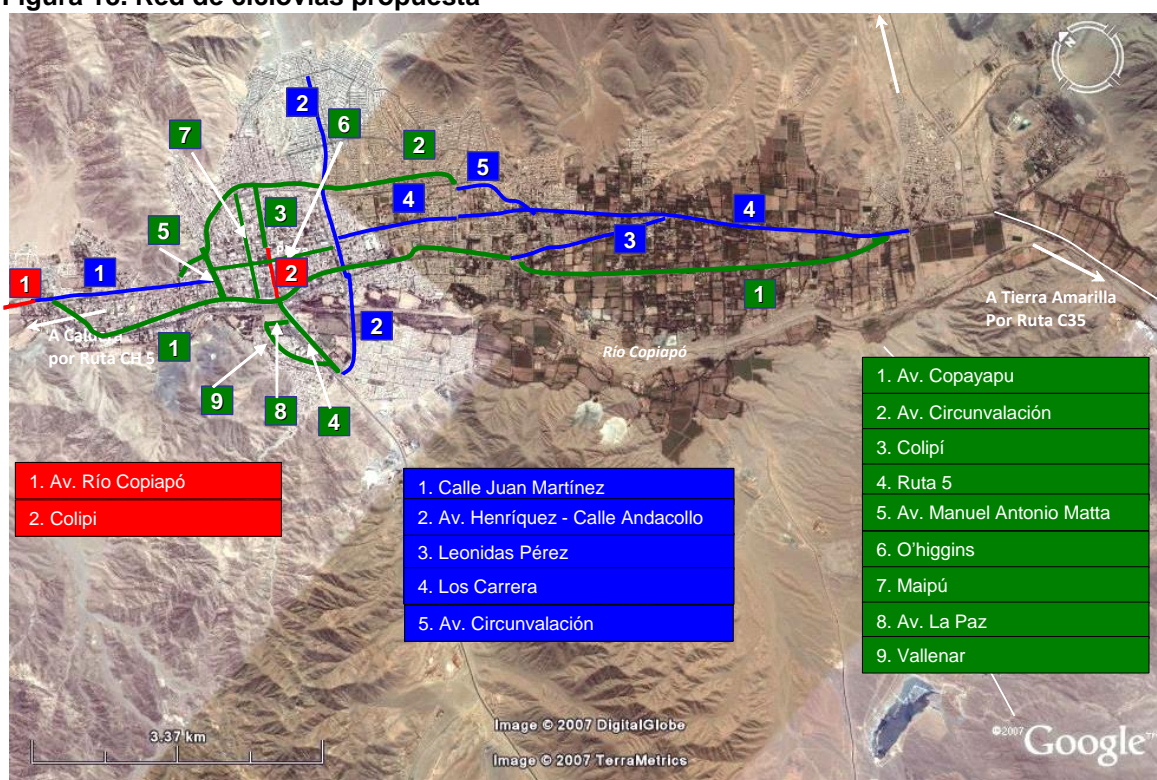 Figura 16. Red de ciclovías propuesta
N
2
6
7
2
5
3
4
4
5
3
2
1
1
1
A Caldera
por Ruta CH 5
1
2
9
8
4
Río Copiapó
A Tierra Amarilla
Por Ruta C35
1. Av. Río Copiapó
2. Colipi
1. Calle Juan Martínez
2. Av. Henríquez - Calle Andacollo
3. Leonidas Pérez
4. Los Carrera
5. Av. Circunvalación
1. Av. Copayapu
2. Av. Circunvalación
3. Colipí
4. Ruta 5
5. Av. Manuel Antonio Matta
6. O'higgins
7. Maipú
8. Av. La Paz
9. Vallenar
3.37 km
Image © 2007 DigitalGlobe
Image © 2007 TerraMetrics
©2007 Google™